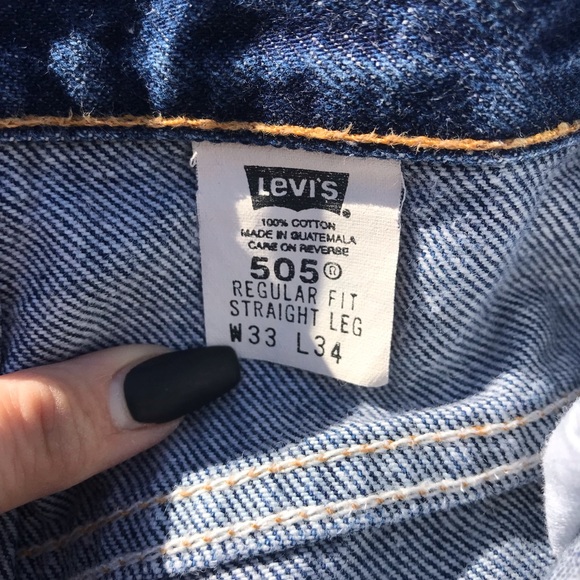 Levi's
100% COTTON
MADE IN GUATEMALA
CARE ON REVERSE
505®
REGULAR FIT
STRAIGHT LEG
W33 L34